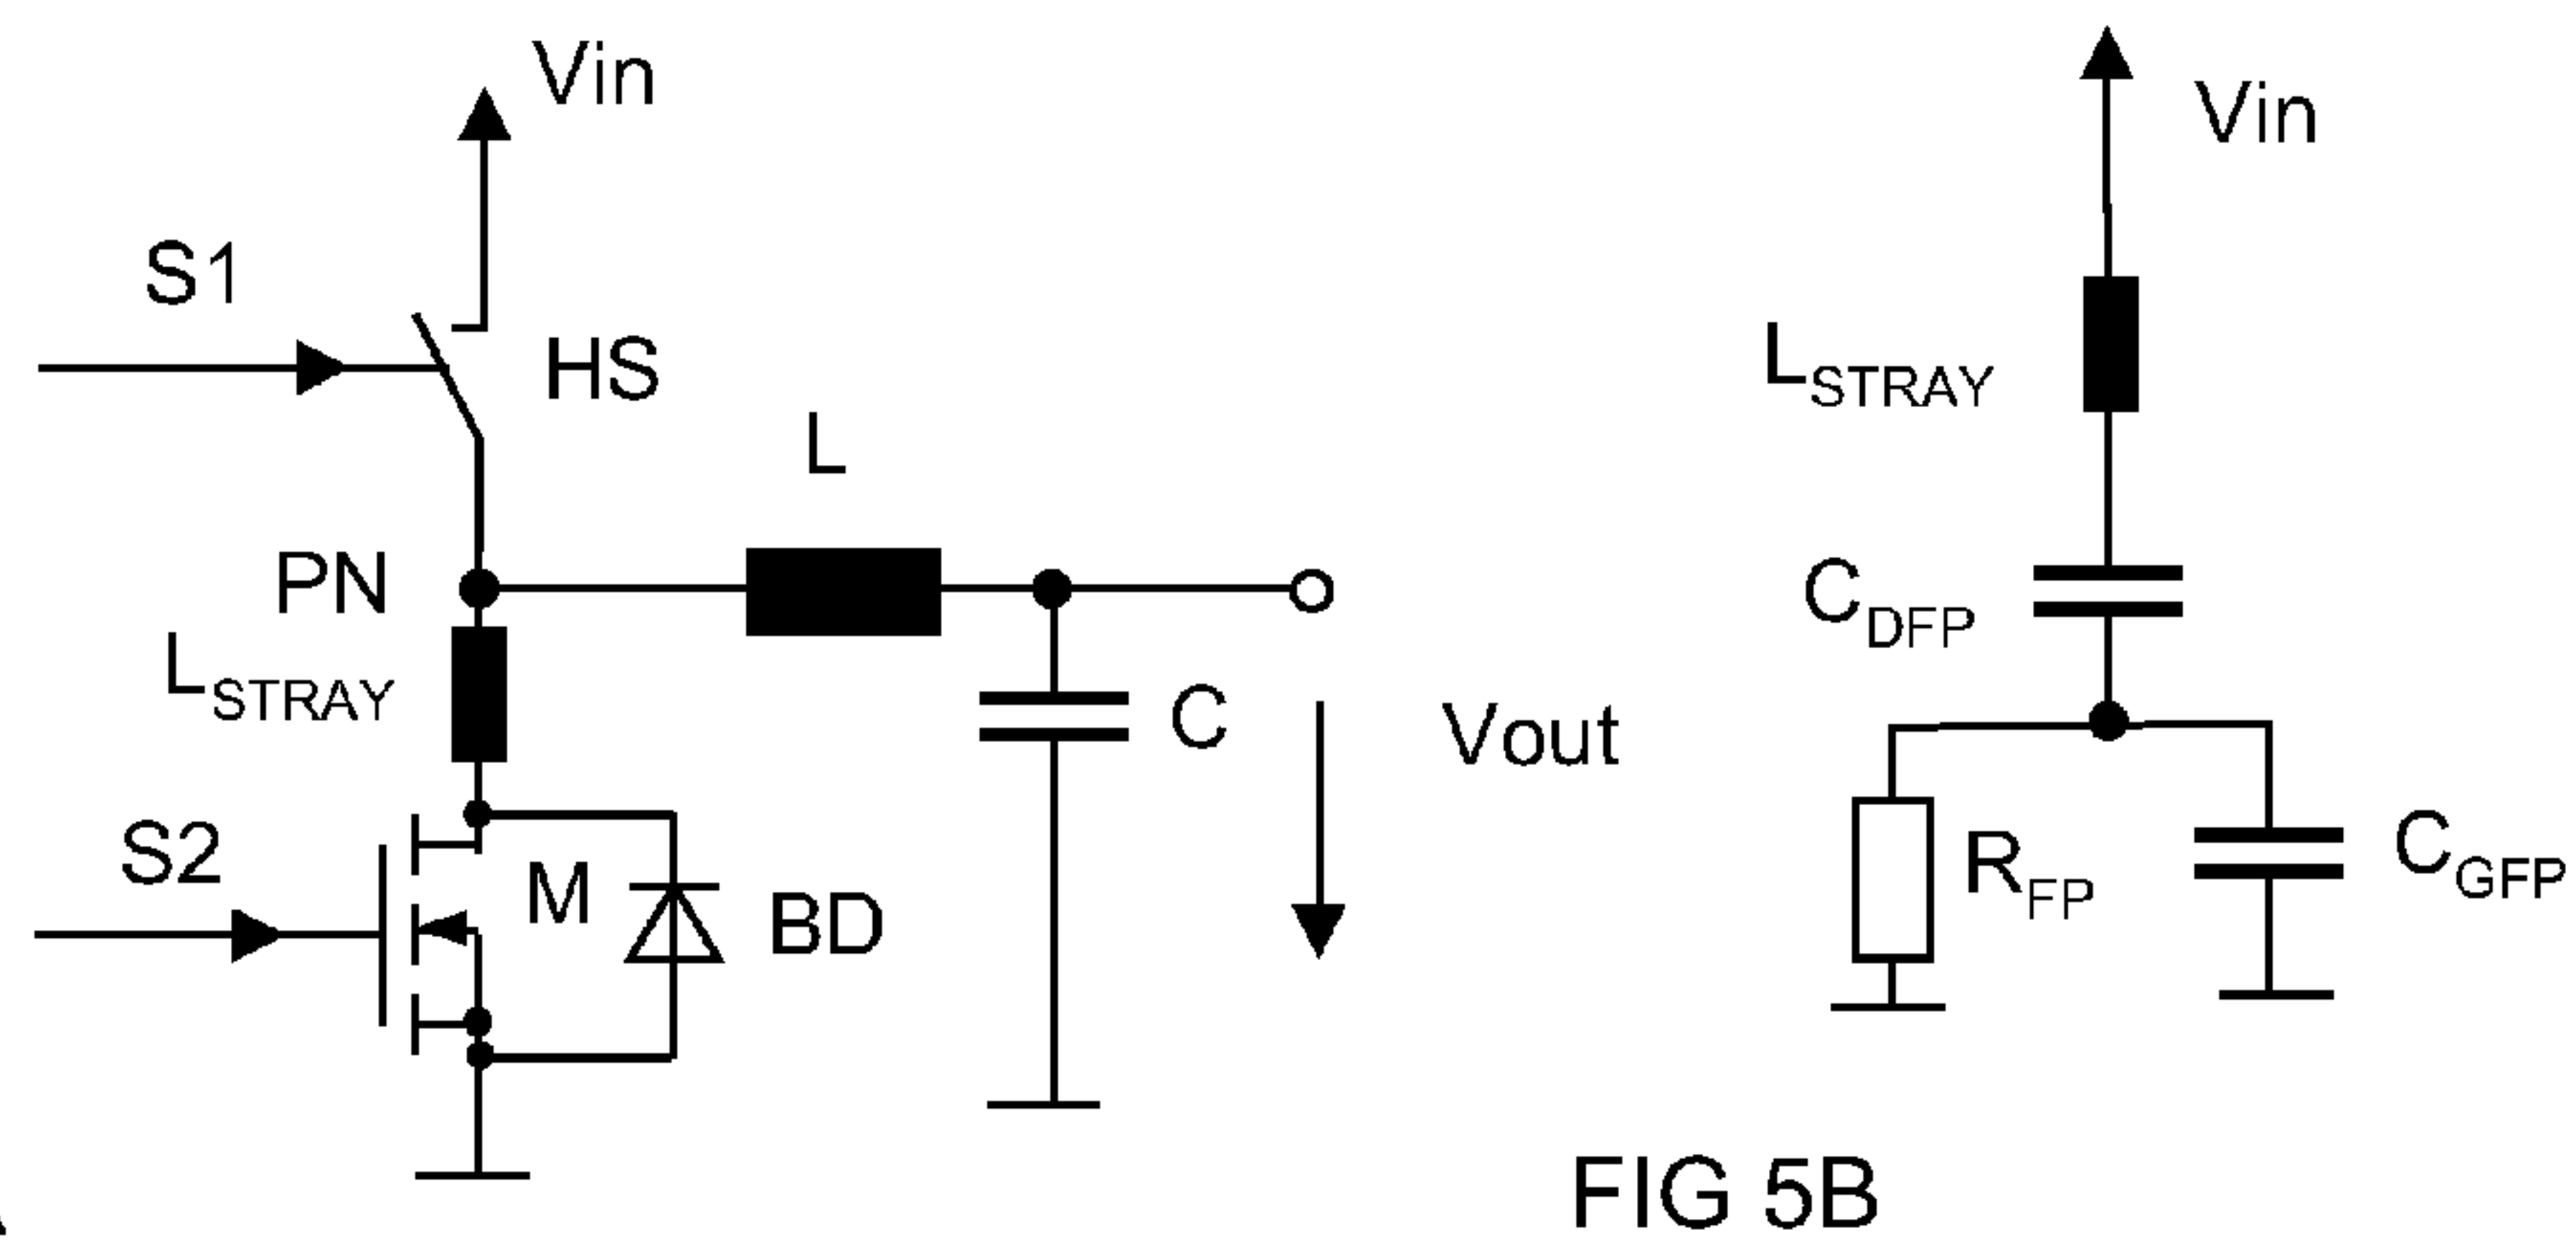 Vin
S1
HS
L
PN
LSTRAY
C
Vout
S2
M
BD
Vin
LSTRAY
CDFP
RFP
CGFP
FIG 5B